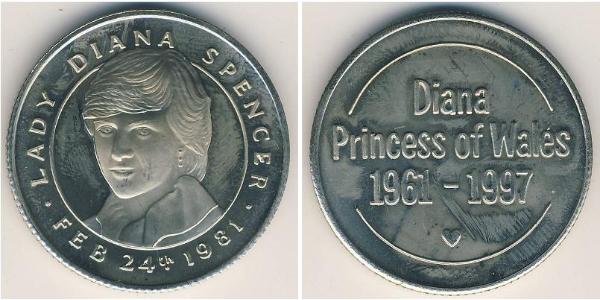 · LADY DIANA SPENCER ·
FEB 24th 1981
Diana
Princess of Wales
1961 - 1997